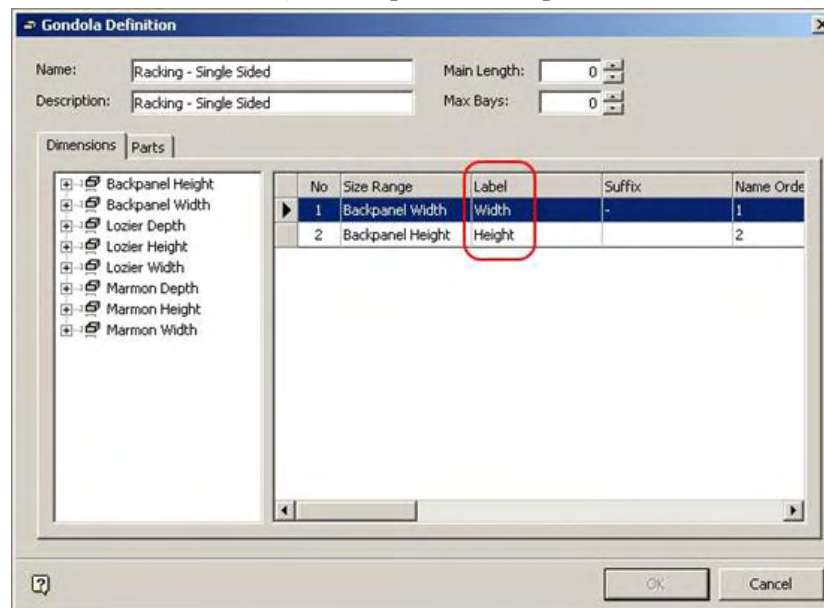 Gondola Definition
Name: Racking - Single Sided Main Length: 0
Description: Racking - Single Sided Max Bays: 0
Dimensions Parts
Backpanel Height
Backpanel Width
Lozier Depth
Lozier Height
Lozier Width
Marmon Depth
Marmon Height
Marmon Width
No Size Range Label Suffix Name Orde
1 Backpanel Width Width - 1
2 Backpanel Height Height 2
OK Cancel